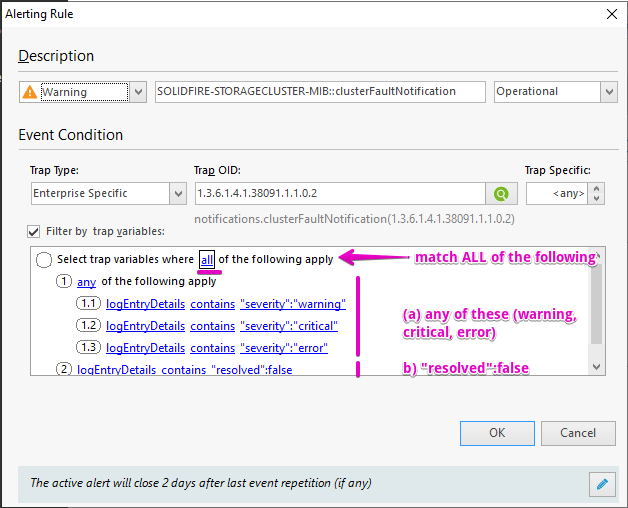 Alerting Rule
Description
Warning SOLIDFIRE-STORAGECLUSTER-MIB::clusterFaultNotification Operational
Event Condition
Trap Type: Trap OID: Trap Specific:
Enterprise Specific 1.3.6.1.4.1.38091.1.1.0.2 <any>
notifications.clusterFaultNotification(1.3.6.1.4.1.38091.1.1.0.2)
Filter by trap variables:
Select trap variables where all of the following apply match ALL of the following
1 any of the following apply
1.1 logEntryDetails contains "severity":"warning"
(a) any of these (warning,
1.2 logEntryDetails contains "severity":"critical"
critical, error)
1.3 logEntryDetails contains "severity":"error"
2 logEntryDetails contains "resolved":false
b) "resolved":false
OK Cancel
The active alert will close 2 days after last event repetition (if any)